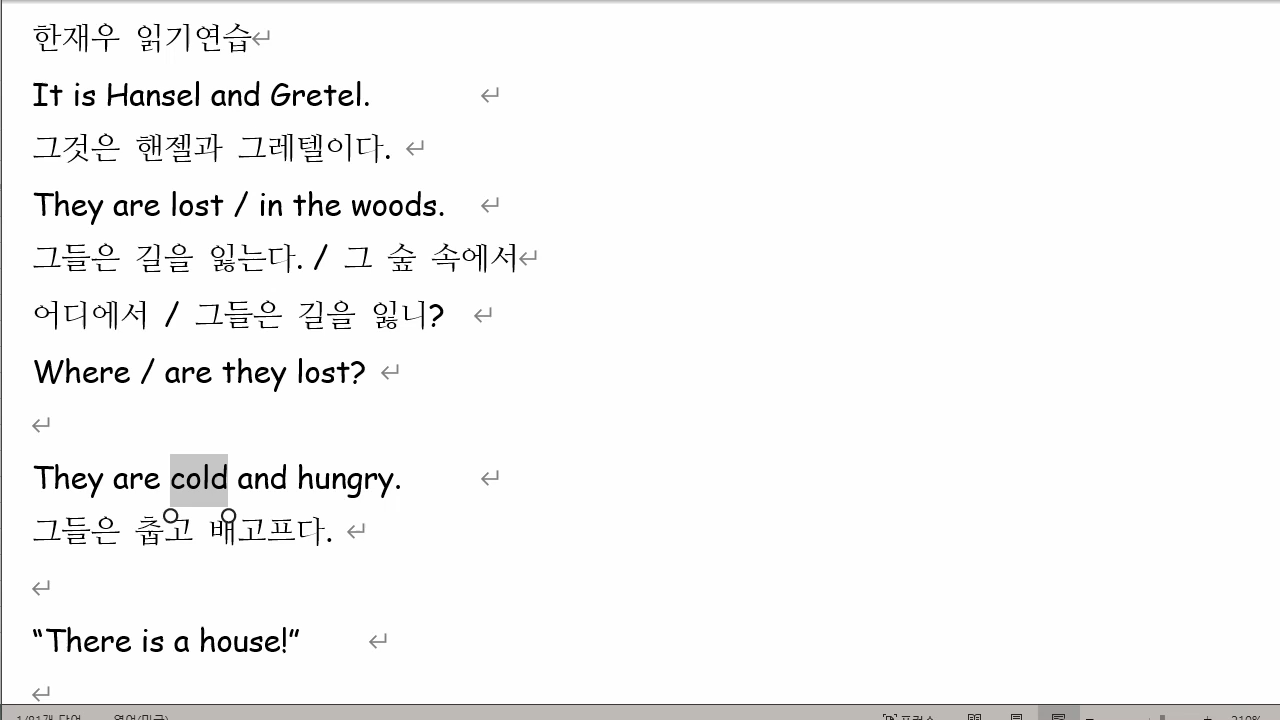 한재우 읽기연습
It is Hansel and Gretel.
그것은 핸젤과 그레텔이다.
They are lost / in the woods.
그들은 길을 잃는다. / 그 숲 속에서
어디에서 / 그들은 길을 잃니?
Where / are they lost?
They are cold and hungry.
그들은 춥고 배고프다.
“There is a house!”